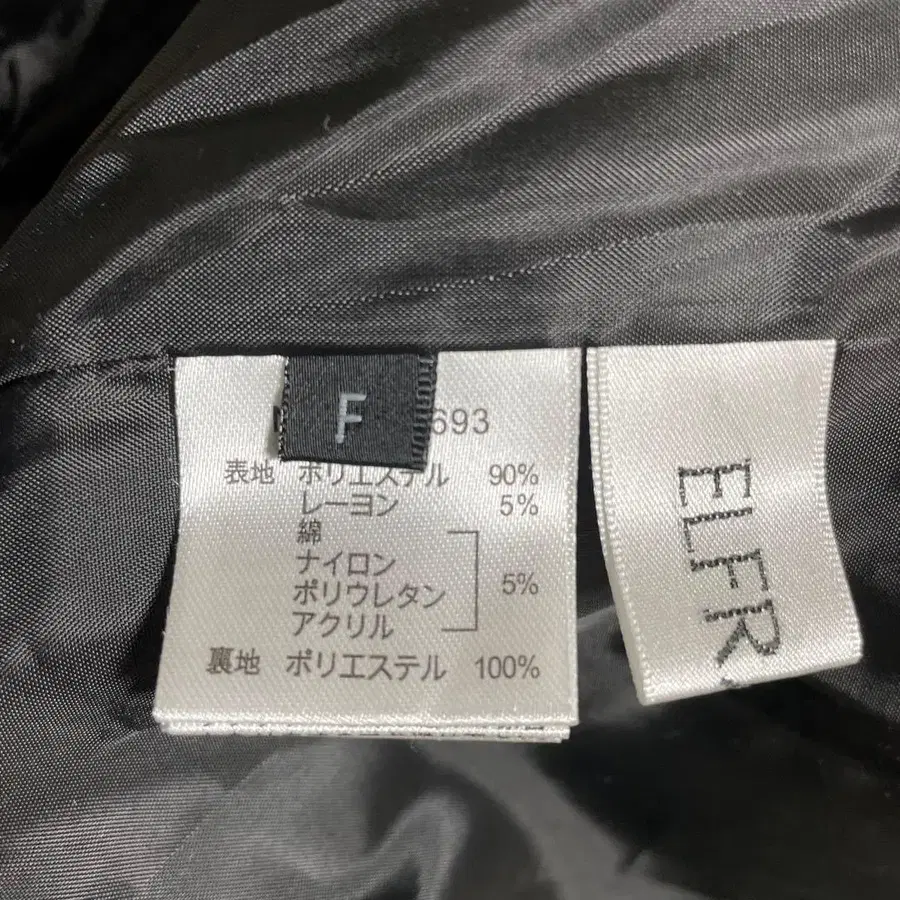 F
693
表地 ポリエステル 90%
レーヨン 5%
綿
ナイロン
ポリウレタン 5%
アクリル
裏地 ポリエステル 100%
ELFR